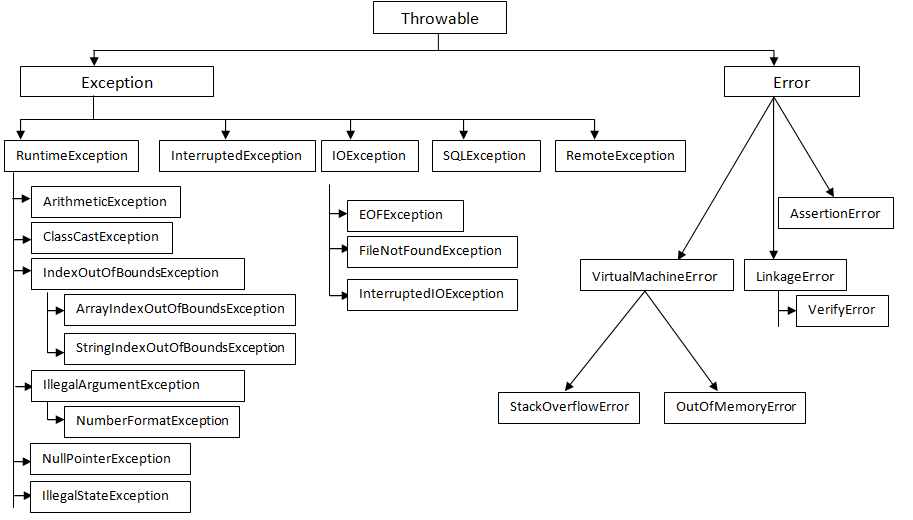 Throwable
Exception
Error
RuntimeException
InterruptedException
IOException
SQLException
RemoteException
ArithmeticException
ClassCastException
IndexOutOfBoundsException
ArrayIndexOutOfBoundsException
StringIndexOutOfBoundsException
IllegalArgumentException
NumberFormatException
NullPointerException
IllegalStateException
EOFException
FileNotFoundException
InterruptedIOException
AssertionError
VirtualMachineError
LinkageError
VerifyError
StackOverflowError
OutOfMemoryError